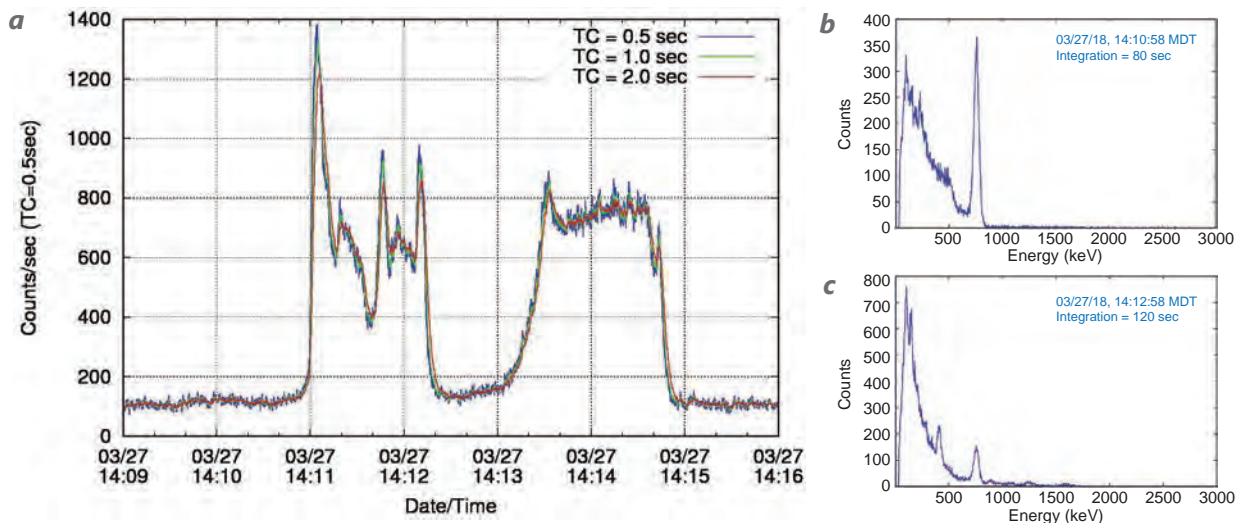 a
1400
1200
1000
800
600
400
200
0
Counts/sec (TC=0.5sec)
TC = 0.5 sec
TC = 1.0 sec
TC = 2.0 sec
03/27 03/27 03/27 03/27 03/27 03/27 03/27 03/27
14:09 14:10 14:11 14:12 14:13 14:14 14:15 14:16
Date/Time
b
400
350
300
250
200
150
100
50
0
Counts
03/27/18, 14:10:58 MDT
Integration = 80 sec
500 1000 1500 2000 2500 3000
Energy (keV)
c
800
700
600
500
400
300
200
100
0
Counts
03/27/18, 14:12:58 MDT
Integration = 120 sec
500 1000 1500 2000 2500 3000
Energy (keV)